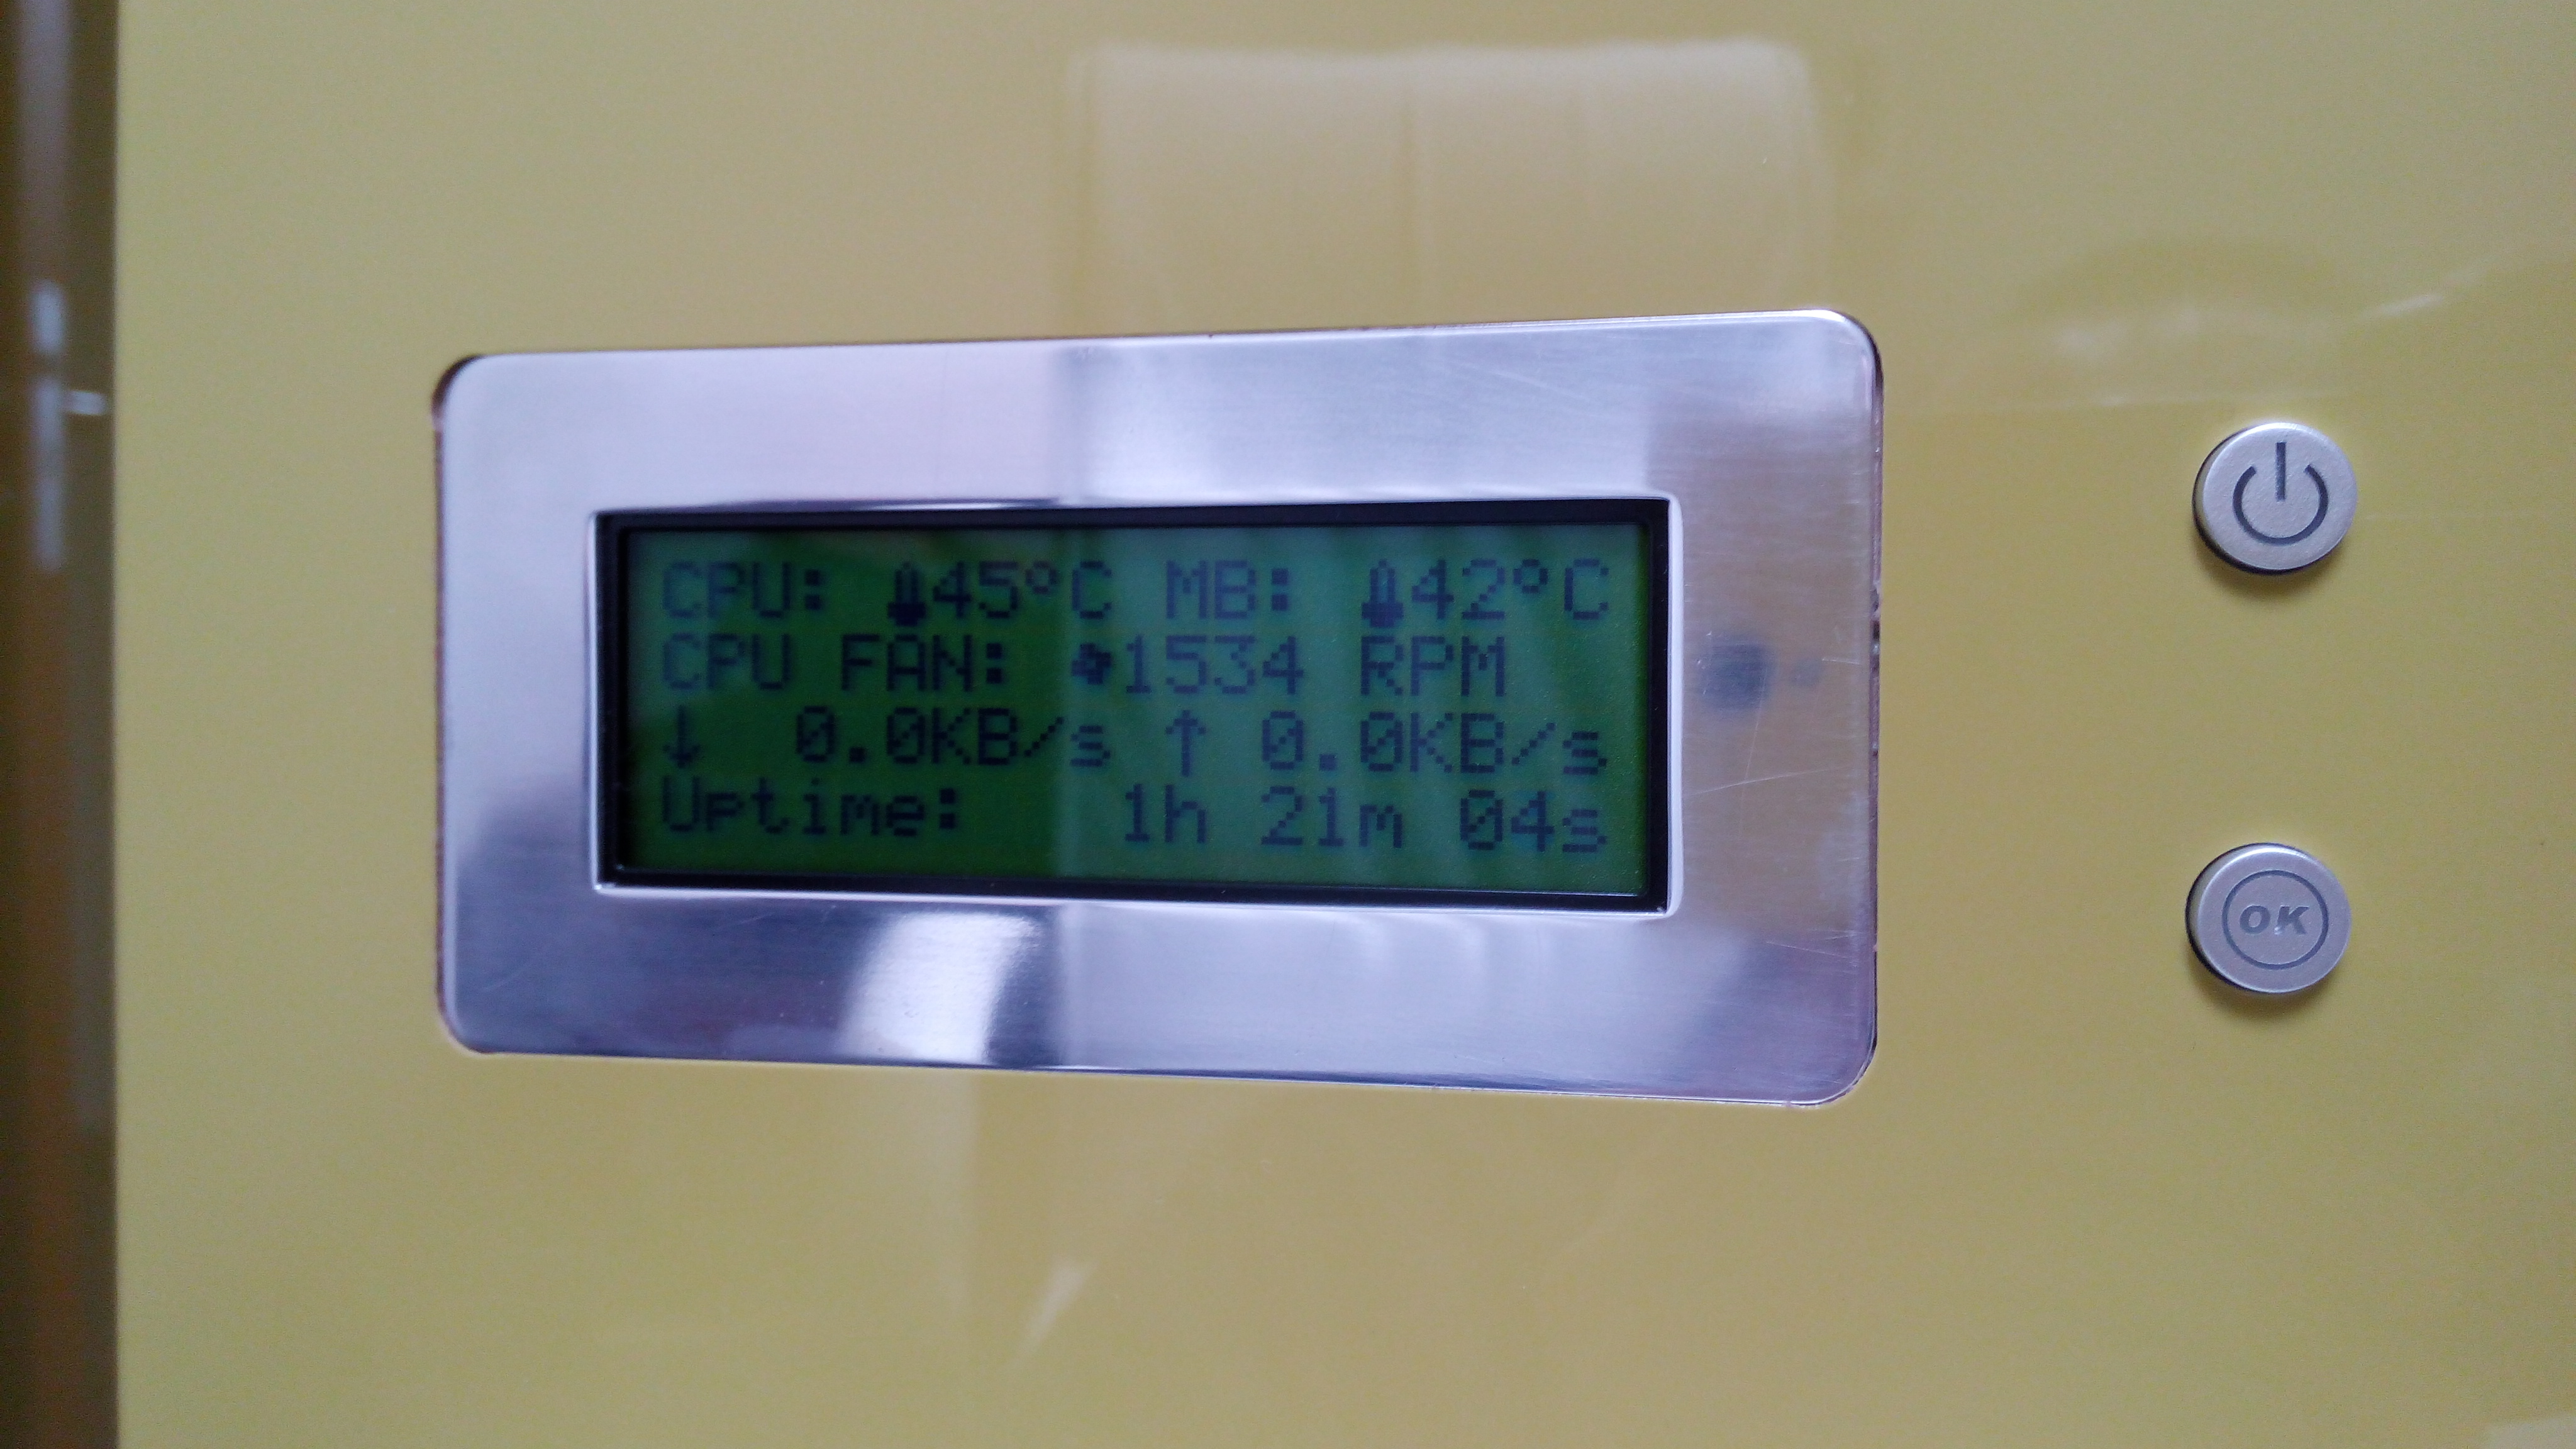 CPU: 45°C MB: 42°C
CPU FAN: 1534 RPM
↓ 0.0KB/s ↑ 0.0KB/s
Uptime: 1h 21m 04s
OK